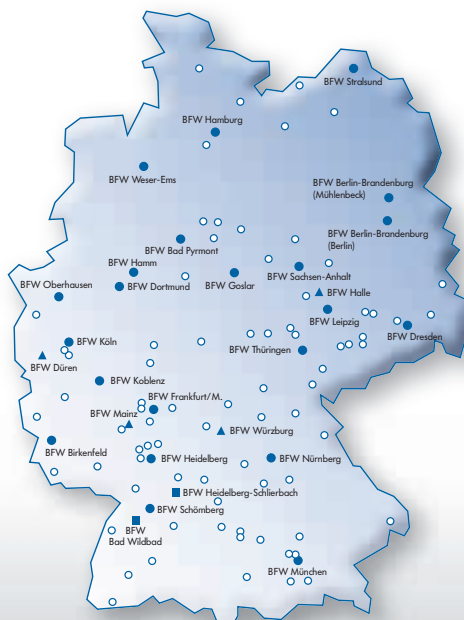 BFW Stralsund
BFW Hamburg
BFW Weser-Ems
BFW Berlin-Brandenburg
(Mühlenbeck)
BFW Berlin-Brandenburg
(Berlin)
BFW Bad Pyrmont
BFW Hamm
BFW Sachsen-Anhalt
BFW Oberhausen
BFW Dortmund
BFW Goslar
BFW Halle
BFW Leipzig
BFW Dresden
BFW Köln
BFW Thüringen
BFW Düren
BFW Koblenz
BFW Frankfurt/M.
BFW Mainz
BFW Würzburg
BFW Birkenfeld
BFW Heidelberg
BFW Nürnberg
BFW Heidelberg-Schlierbach
BFW Schömberg
BFW
Bad Wildbad
BFW München